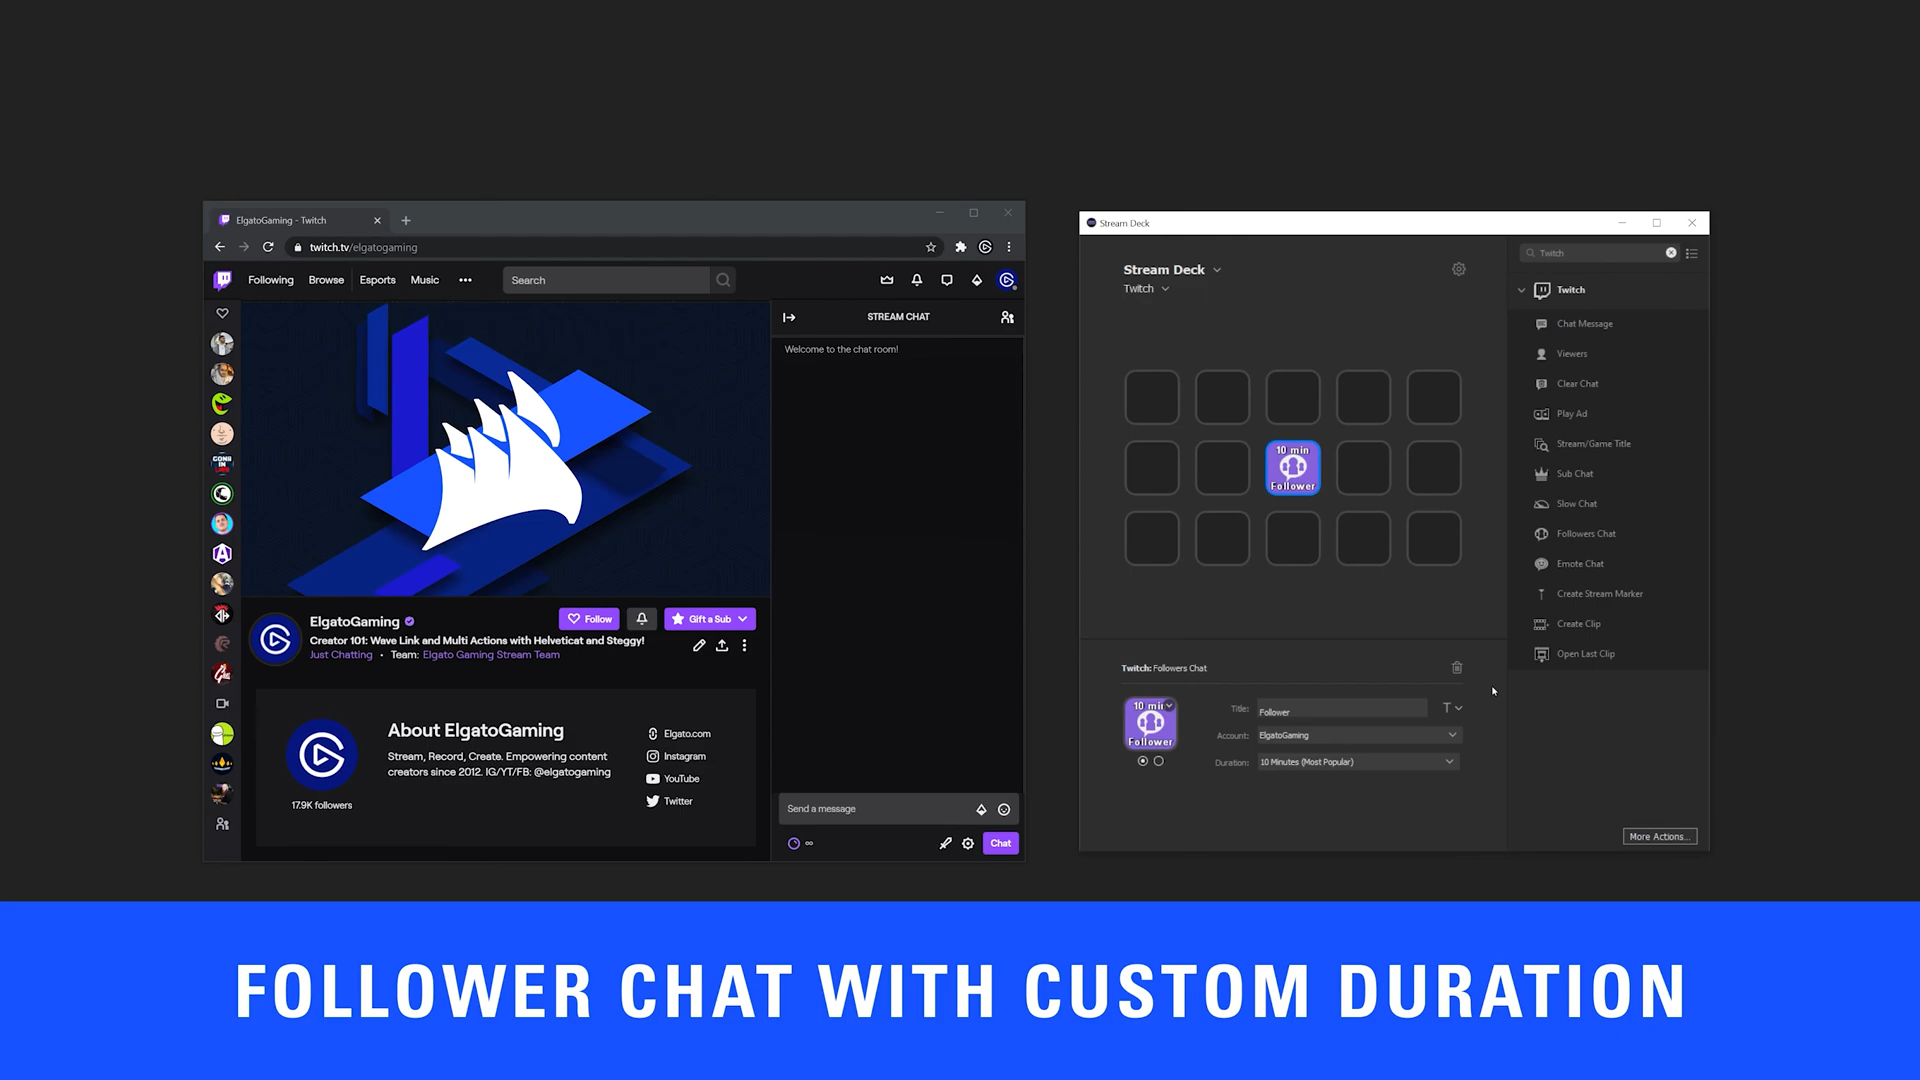 ElgatoGaming - Twitch
twitch.tv/elgatogaming
Following Browse Esports Music
Search
STREAM CHAT
Welcome to the chat room!
ElgatoGaming
Follow
Gift a Sub
Creator 101: Wave Link and Multi Actions with Helveticat and Steggy!
Just Chatting • Team: Elgato Gaming Stream Team
About ElgatoGaming
Stream, Record, Create. Empowering content
creators since 2012. IG/YT/FB: @elgatogaming
17.9K followers
Elgato.com
Instagram
YouTube
Twitter
Send a message
Chat
Stream Deck
Stream Deck
Twitch
10 min
Follower
Twitch: Followers Chat
10 min
Follower
Title: Follower
Account: ElgatoGaming
Duration: 10 Minutes (Most Popular)
Twitch
Twitch
Chat Message
Viewers
Clear Chat
Play Ad
Stream/Game Title
Sub Chat
Slow Chat
Followers Chat
Emote Chat
Create Stream Marker
Create Clip
Open Last Clip
More Actions...
FOLLOWER CHAT WITH CUSTOM DURATION